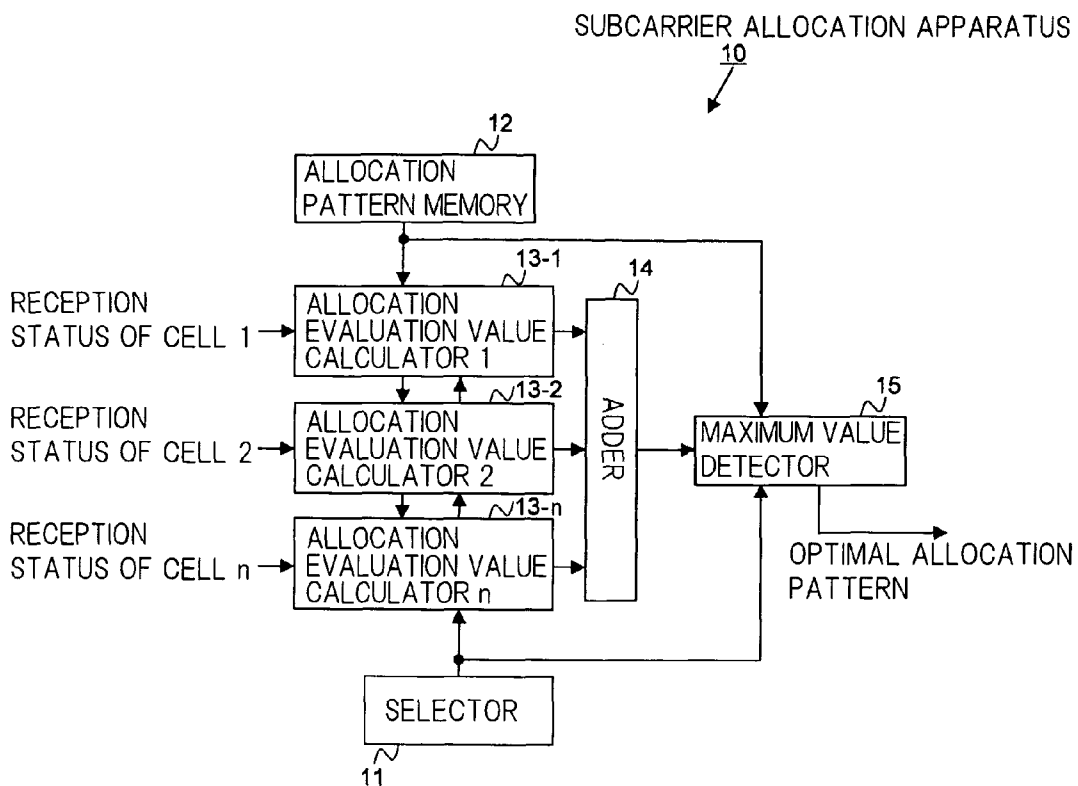 SUBCARRIER ALLOCATION APPARATUS
10
12
ALLOCATION
PATTERN MEMORY
13-1
14
RECEPTION
STATUS OF CELL 1
ALLOCATION
EVALUATION VALUE
CALCULATOR 1
13-2
15
RECEPTION
STATUS OF CELL 2
ALLOCATION
EVALUATION VALUE
CALCULATOR 2
ADDER
MAXIMUM VALUE
DETECTOR
13-n
RECEPTION
STATUS OF CELL n
ALLOCATION
EVALUATION VALUE
CALCULATOR n
OPTIMAL ALLOCATION
PATTERN
SELECTOR
11